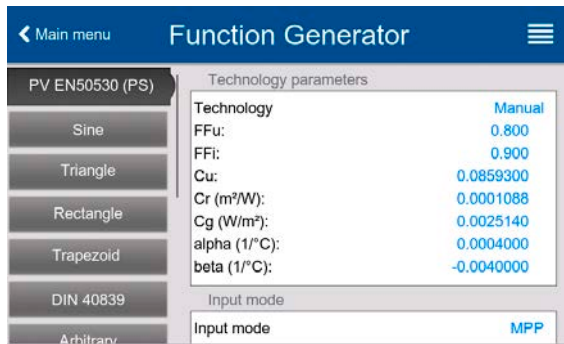 Main menu
Function Generator
PV EN50530 (PS)
Sine
Triangle
Rectangle
Trapezoid
DIN 40839
Arbitrary
Technology parameters
Technology Manual
FFu: 0.800
FFi: 0.900
Cu: 0.0859300
Cr (m²/W): 0.0001088
Cg (W/m²): 0.0025140
alpha (1/°C): 0.0004000
beta (1/°C): -0.0040000
Input mode
Input mode MPP